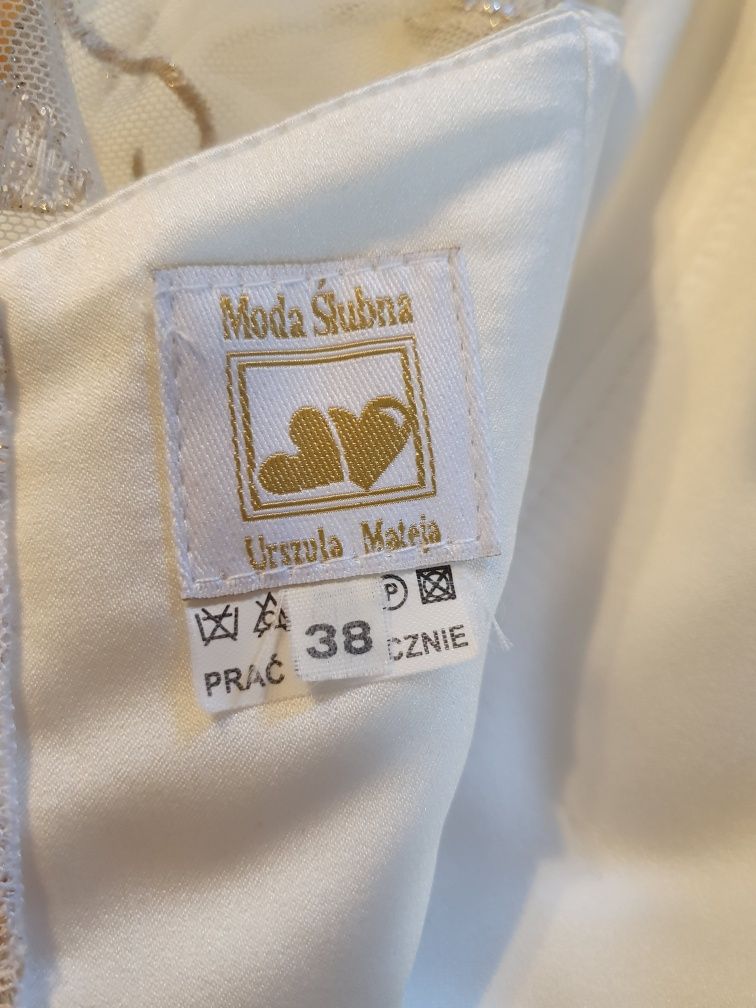 Moda Ślubna
Urszula Mateja
P
38
PRAĆ CZNIE